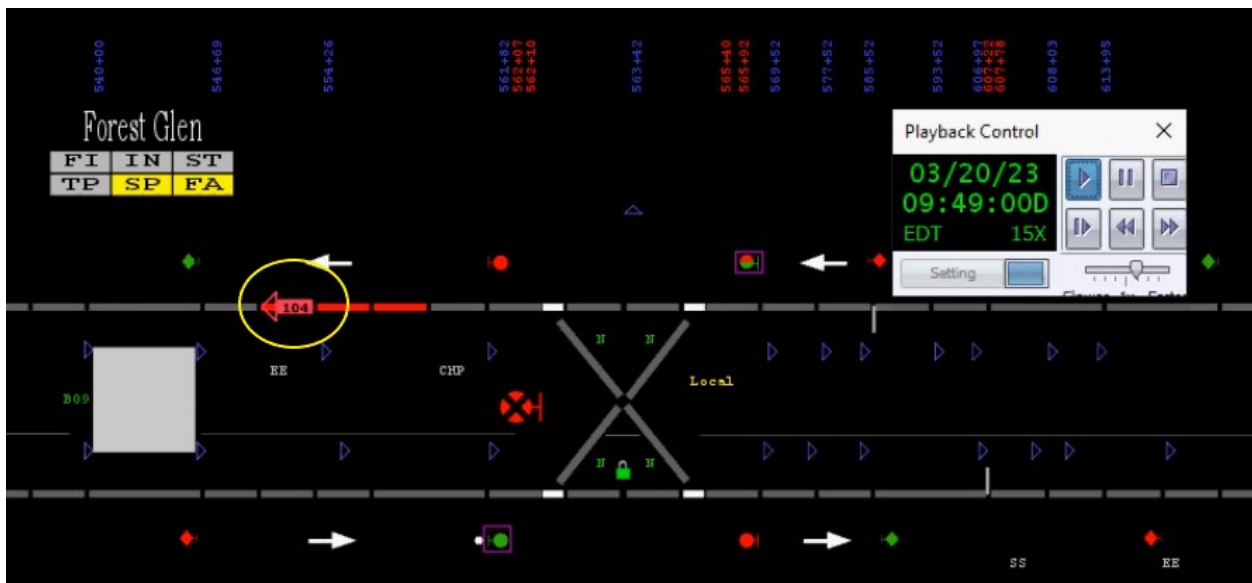 540+00
546+69
554+26
561+82
562+07
562+10
563+42
565+40
565+92
569+52
577+52
585+52
593+52
606+97
607+22
607+78
608+03
613+95
Forest Glen
FI IN ST
TP SP FA
Playback Control
03/20/23
09:49:00D
EDT 15X
Setting
104
N N
EE
CHP
Local
B09
N N
SS
EE